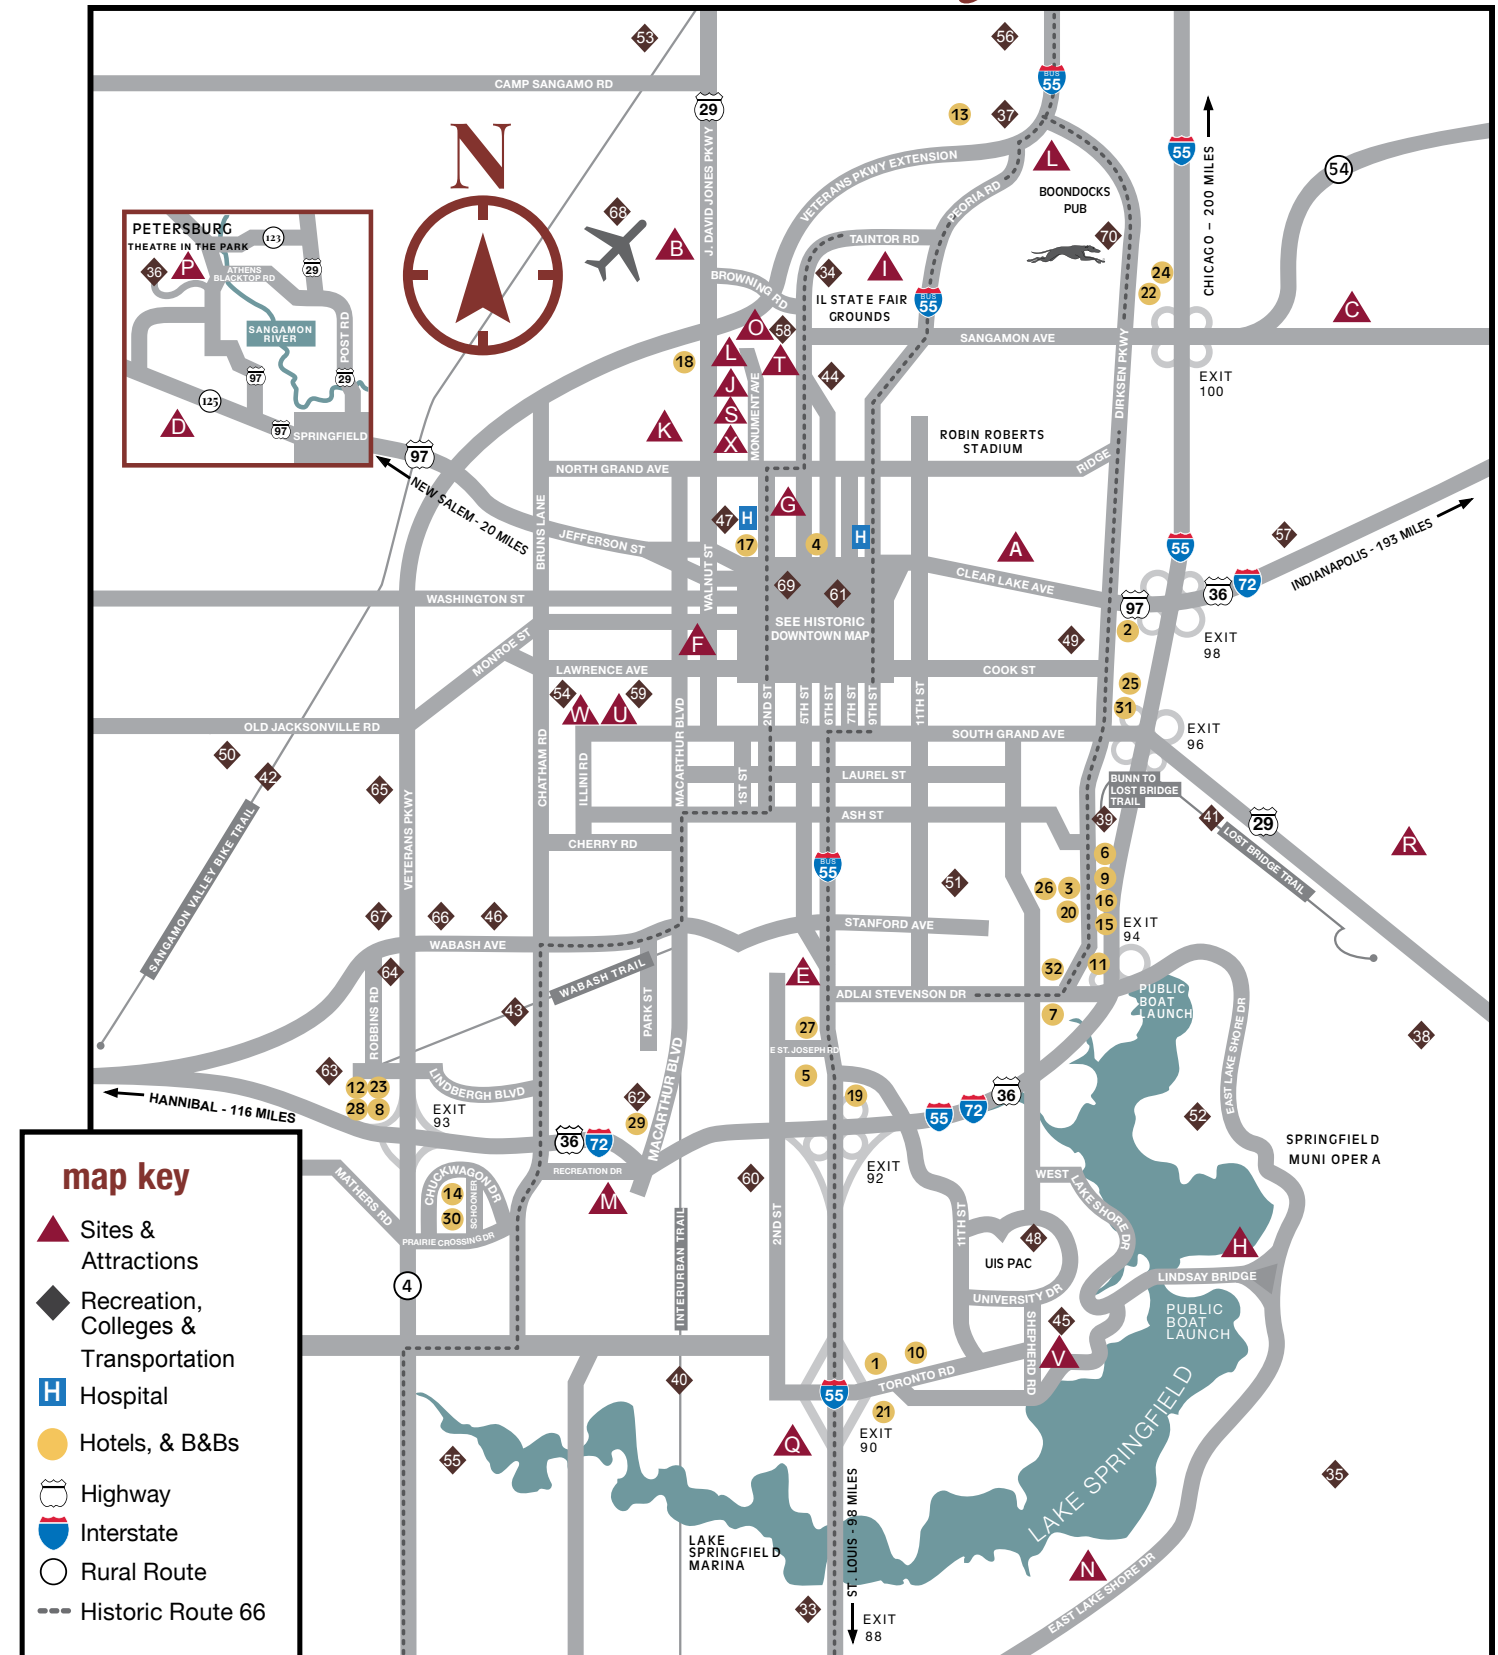 53
56
CAMP SANGAMO RD
BUS
55
29
13
37
J. DAVID JONES PKWY
N
VETERANS PKWY EXTENSION
L
55
CHICAGO – 200 MILES
54
BOONDOCKS
PUB
PEORIA RD
68
B
TAINTOR RD
70
PETERSBURG
THEATRE IN THE PARK
123
36
P
ATHENS
BLACKTOP RD
29
SANGAMON
RIVER
POST RD
97
29
125
D
97
SPRINGFIELD
BROWNING RD
34
I
IL STATE FAIR
GROUNDS
BUS
55
24
22
C
O
58
SANGAMON AVE
18
L
T
J
44
S
K
X
MONUMENT AVE
DIRKSEN PKWY
EXIT
100
ROBIN ROBERTS
STADIUM
97
NEW SALEM - 20 MILES
NORTH GRAND AVE
RIDGE
BRUNS LANE
G
47
H
17
4
H
JEFFERSON ST
WALNUT ST
A
55
57
INDIANAPOLIS - 193 MILES
CLEAR LAKE AVE
69
61
97
36
72
WASHINGTON ST
SEE HISTORIC
DOWNTOWN MAP
2
EXIT
98
MONROE ST
F
49
LAWRENCE AVE
COOK ST
54
59
W
U
MACARTHUR BLVD
2ND ST
5TH ST
6TH ST
7TH ST
9TH ST
11TH ST
25
31
OLD JACKSONVILLE RD
SOUTH GRAND AVE
EXIT
96
50
42
65
CHATHAM RD
ILLINI RD
1ST ST
LAUREL ST
BUNN TO
LOST BRIDGE
TRAIL
ASH ST
39
41
29
LOST BRIDGE TRAIL
R
CHERRY RD
VETERANS PKWY
SANGAMON VALLEY BIKE TRAIL
BUS
55
6
9
51
26
3
16
20
15
EXIT
94
67
66
46
STANFORD AVE
WABASH AVE
64
WABASH TRAIL
E
32
11
ADLAI STEVENSON DR
PUBLIC
BOAT
LAUNCH
43
ROBBINS RD
PARK ST
27
7
EAST LAKE SHORE DR
38
E ST. JOSEPH RD
63
12
23
28
8
LINDBERGH BLVD
5
19
36
55
72
52
HANNIBAL - 116 MILES
EXIT
93
62
29
MACARTHUR BLVD
36
72
SPRINGFIELD
MUNI OPERA
RECREATION DR
60
EXIT
92
WEST LAKE SHORE DR
MATHERS RD
CHUCKWAGON DR
14
SCHOONER
30
PRAIRIE CROSSING DR
M
INTERURBAN TRAIL
2ND ST
11TH ST
48
UIS PAC
H
LINDSAY BRIDGE
UNIVERSITY DR
4
PUBLIC
BOAT
LAUNCH
45
V
SHEPHERD RD
10
1
TORONTO RD
40
55
21
EXIT
90
Q
55
LAKE SPRINGFIELD
35
LAKE
SPRINGFIELD
MARINA
ST. LOUIS - 98 MILES
N
EAST LAKE SHORE DR
33
EXIT
88
map key
Sites &
Attractions
Recreation,
Colleges &
Transportation
H
Hospital
Hotels, & B&Bs
Highway
Interstate
Rural Route
Historic Route 66